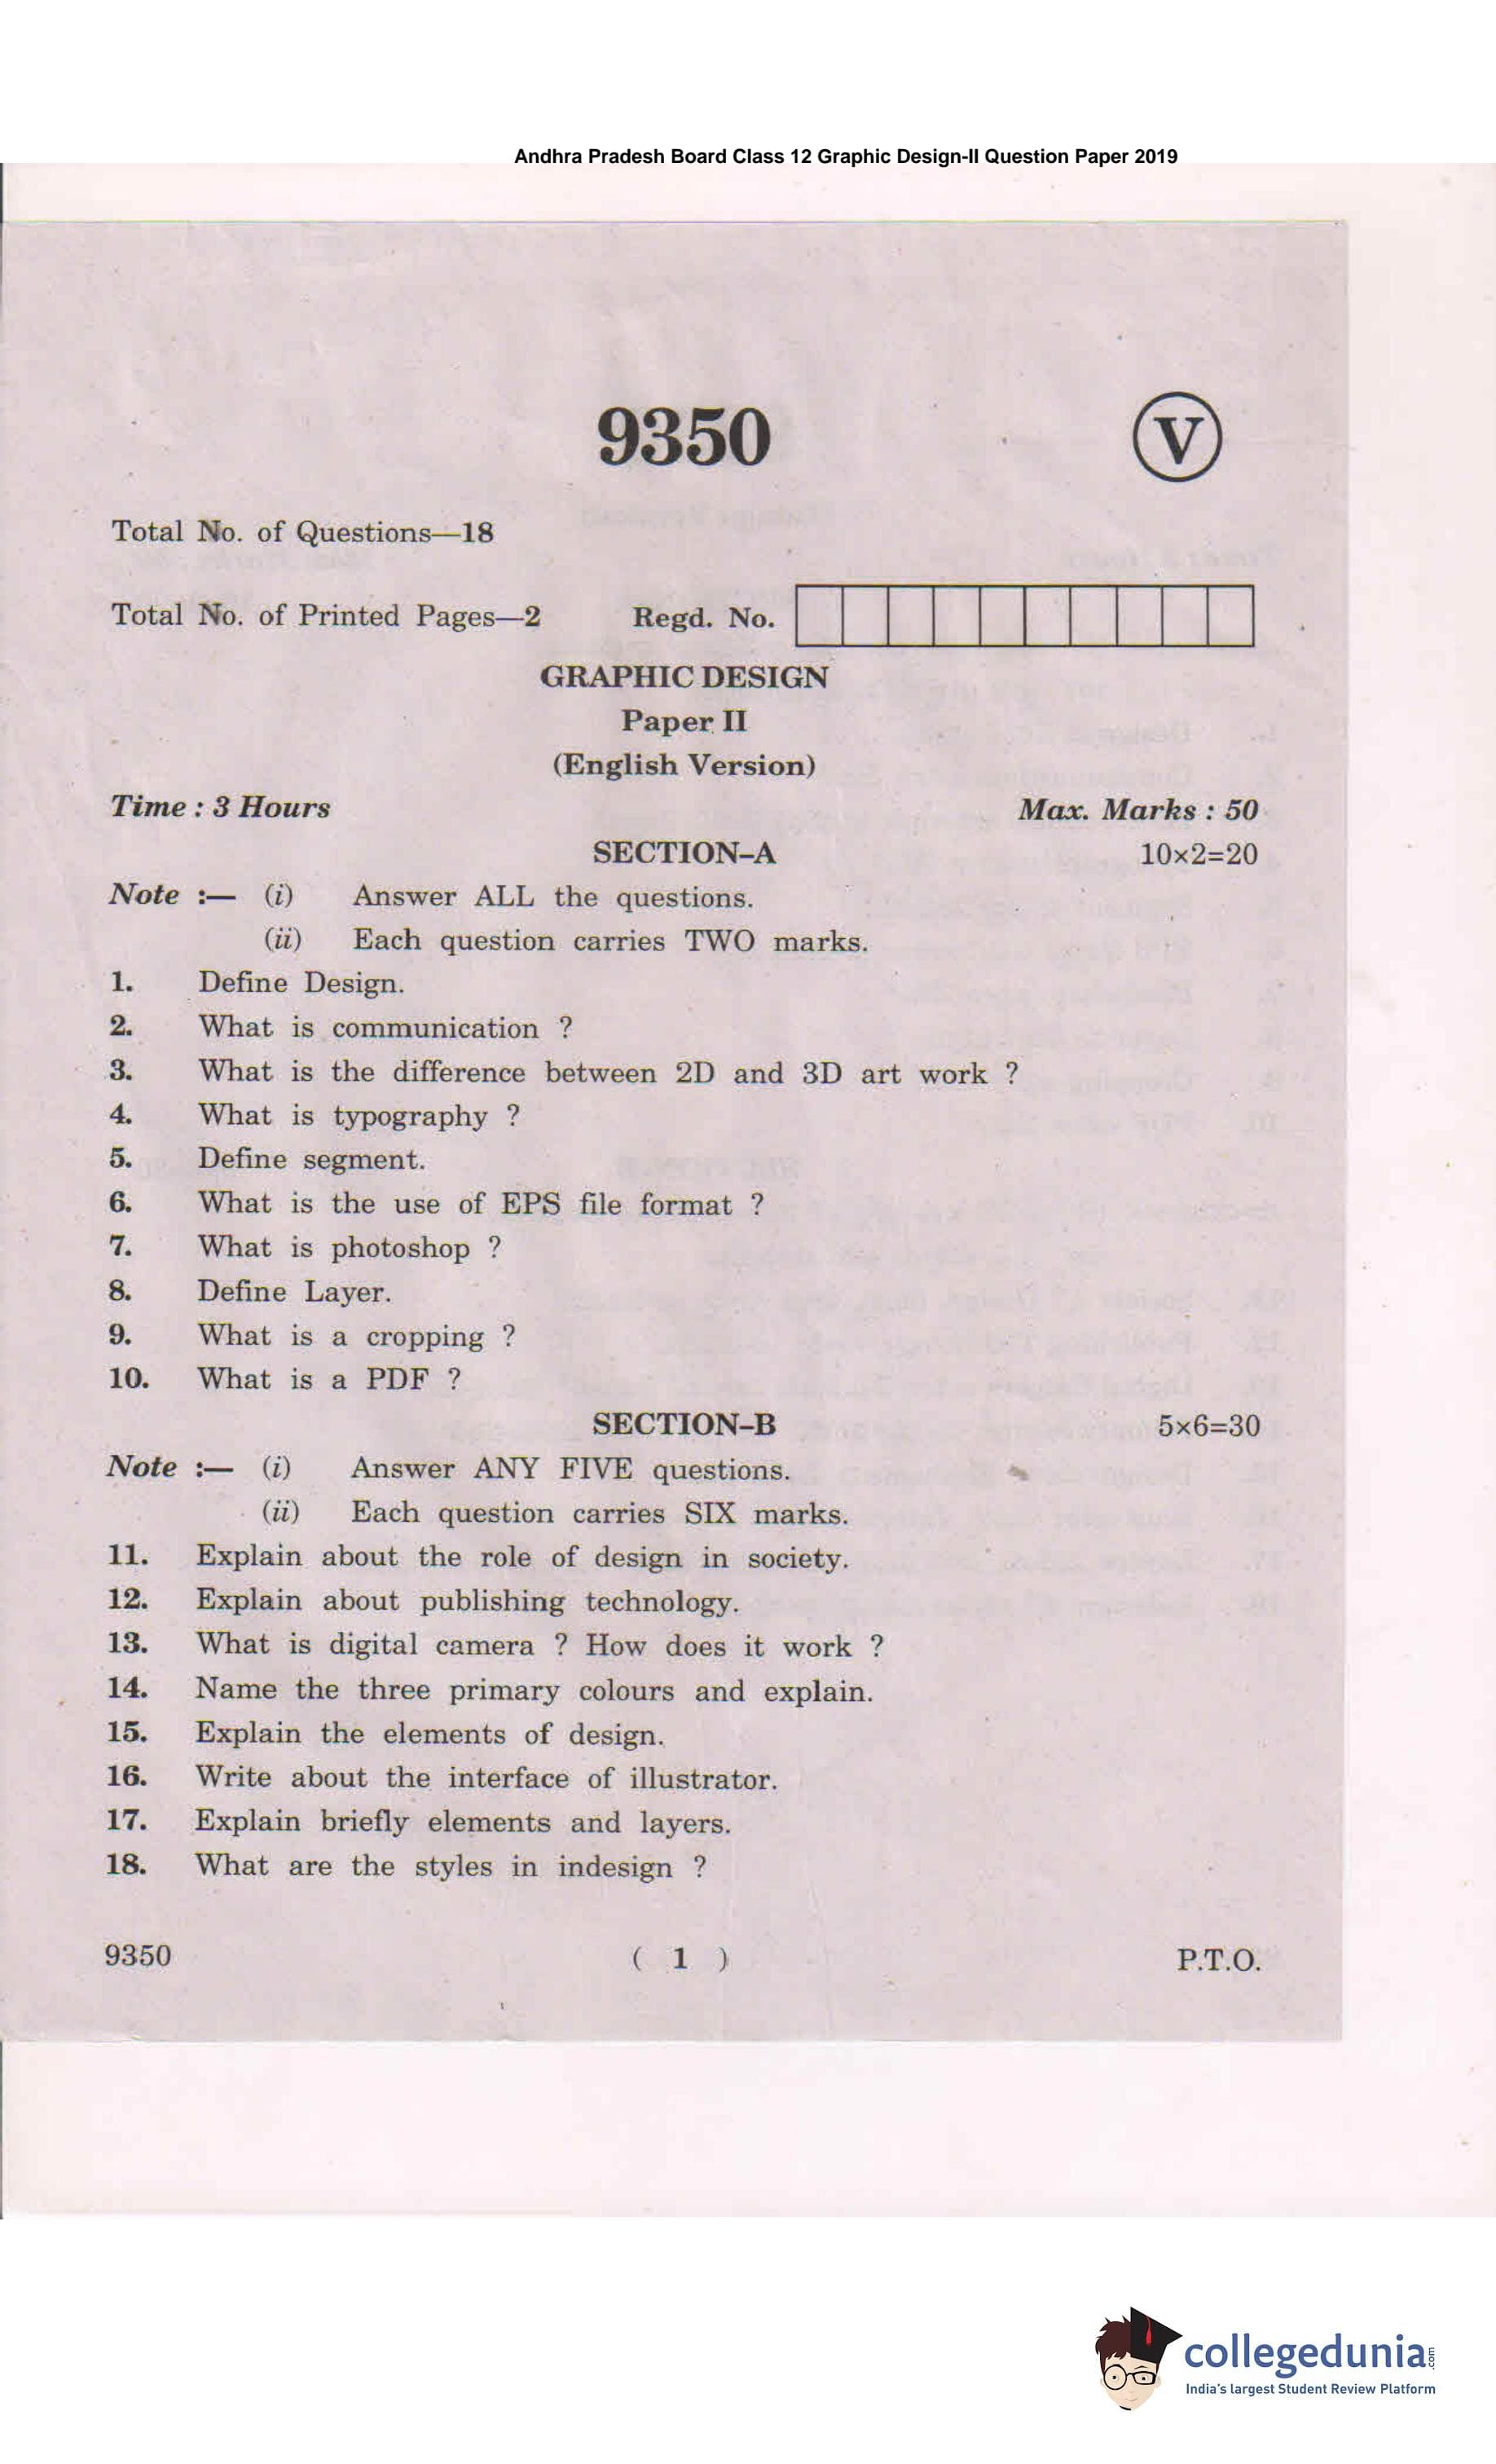 Andhra Pradesh Board Class 12 Graphic Design-II Question Paper 2019
9350
V
Total No. of Questions—18
Total No. of Printed Pages—2 Regd. No.
GRAPHIC DESIGN
Paper II
(English Version)
Time : 3 Hours Max. Marks : 50
SECTION–A 10×2=20
Note :— (i) Answer ALL the questions.
(ii) Each question carries TWO marks.
1. Define Design.
2. What is communication ?
3. What is the difference between 2D and 3D art work ?
4. What is typography ?
5. Define segment.
6. What is the use of EPS file format ?
7. What is photoshop ?
8. Define Layer.
9. What is a cropping ?
10. What is a PDF ?
SECTION–B 5×6=30
Note :— (i) Answer ANY FIVE questions.
(ii) Each question carries SIX marks.
11. Explain about the role of design in society.
12. Explain about publishing technology.
13. What is digital camera ? How does it work ?
14. Name the three primary colours and explain.
15. Explain the elements of design.
16. Write about the interface of illustrator.
17. Explain briefly elements and layers.
18. What are the styles in indesign ?
9350 ( 1 ) P.T.O.
collegedunia.com
India's largest Student Review Platform